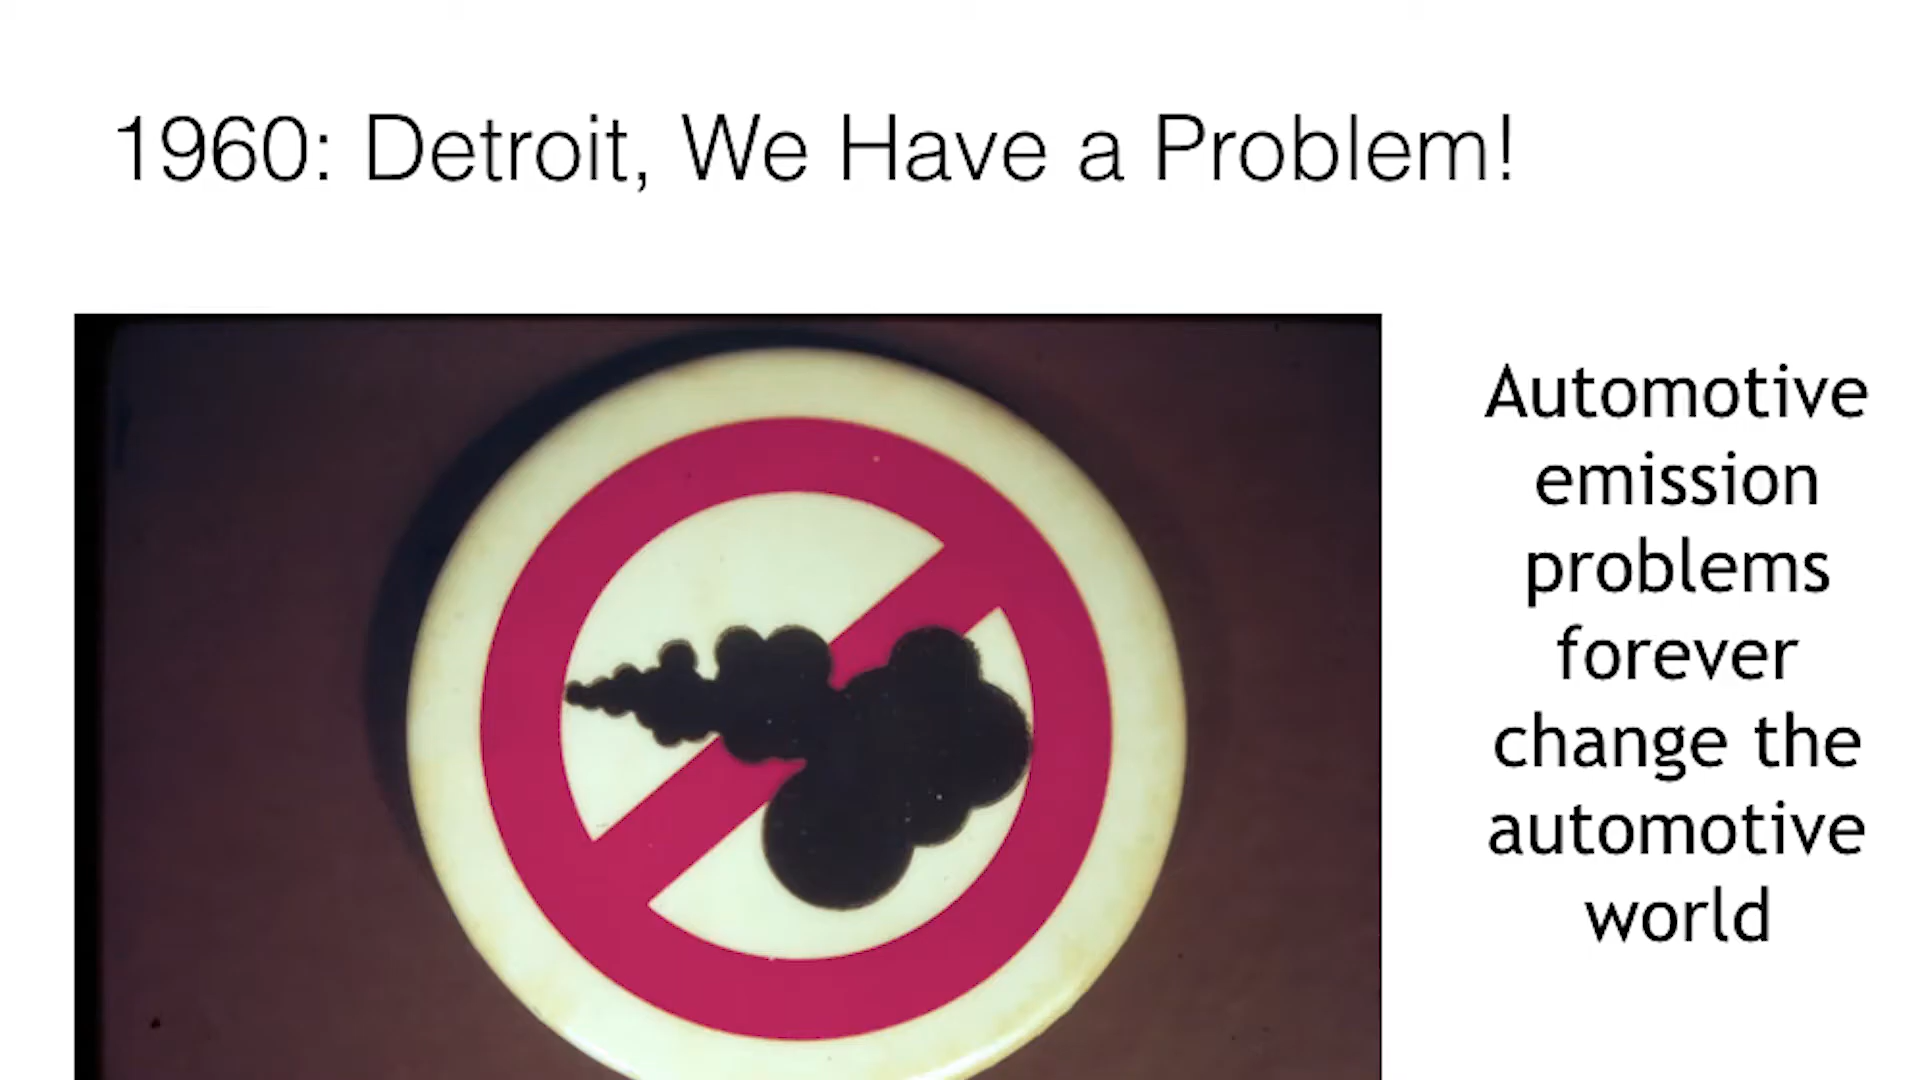 1960: Detroit, We Have a Problem!
Automotive
emission
problems
forever
change the
automotive
world